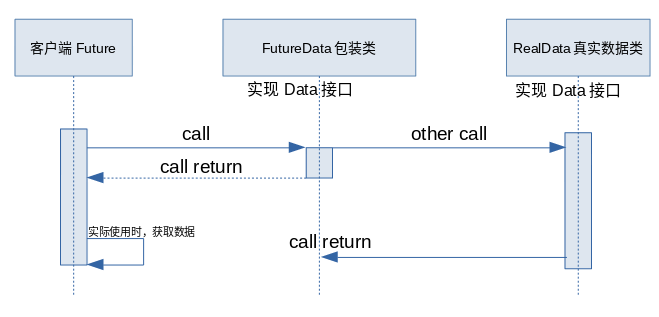 客户端 Future
FutureData 包装类
RealData 真实数据类
实现 Data 接口
实现 Data 接口
call
other call
call return
实际使用时，获取数据
call return